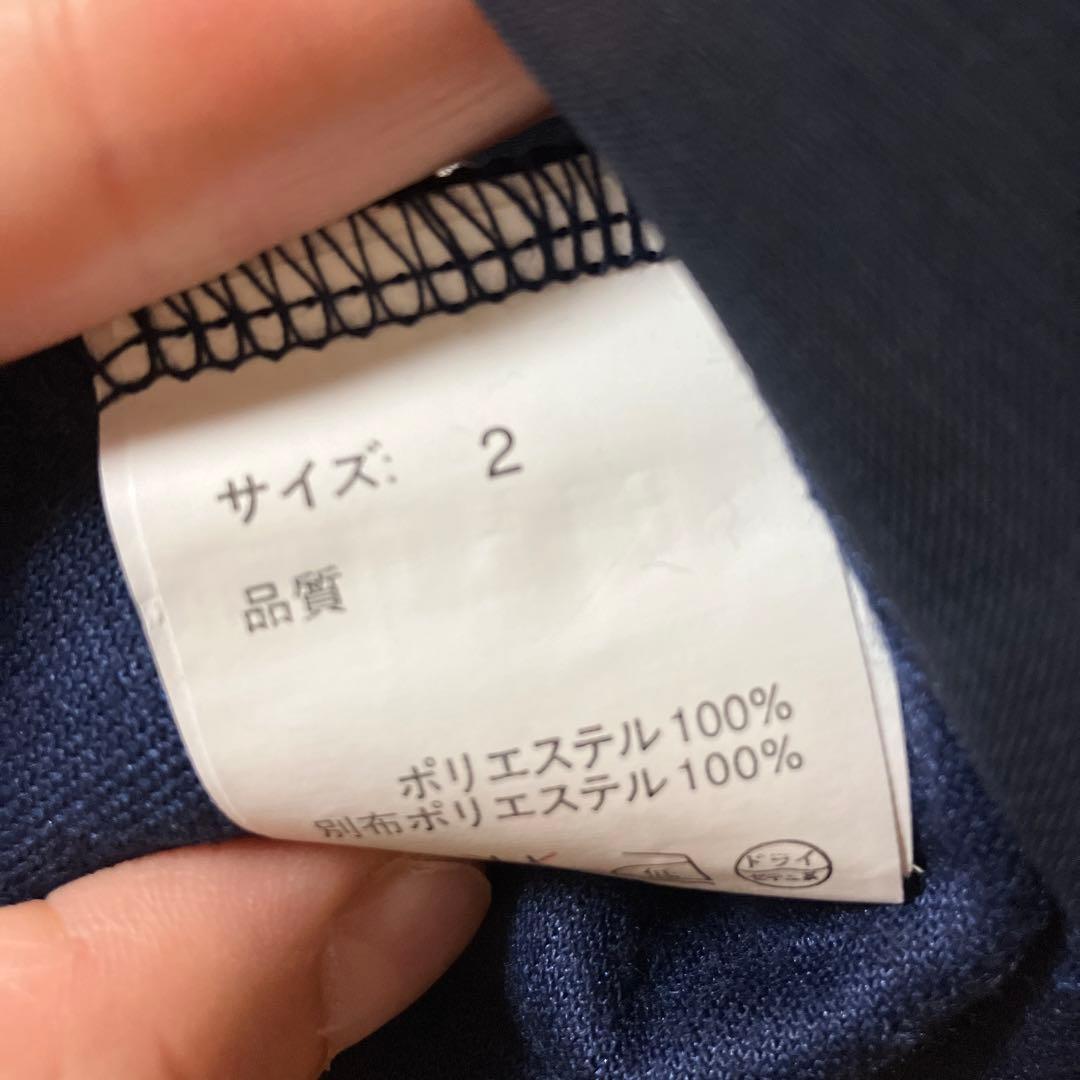 サイズ: 2
品質
ポリエステル100%
別布ポリエステル100%
低
ドライ